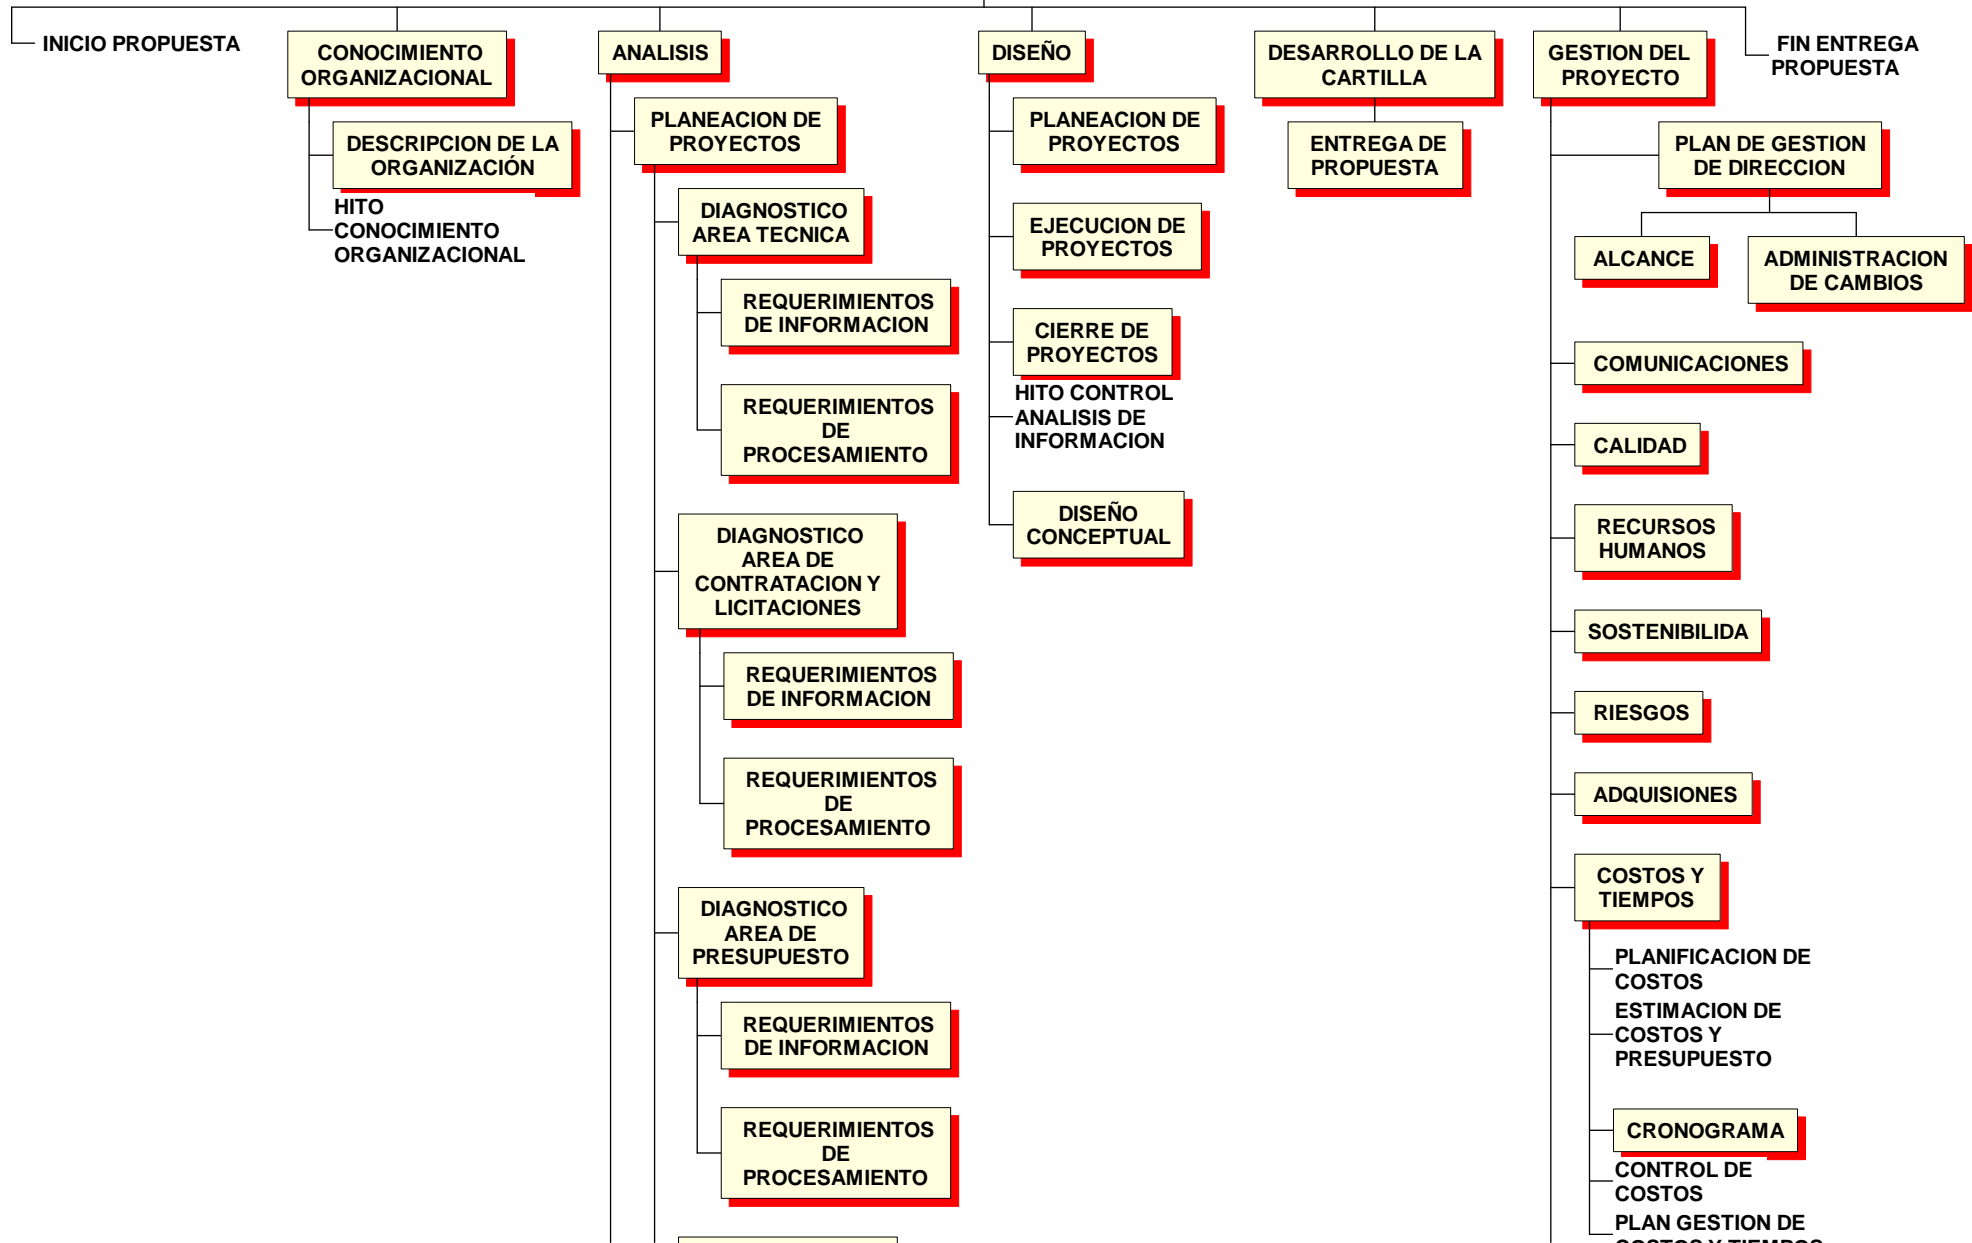 INICIO PROPUESTA
CONOCIMIENTO
ORGANIZACIONAL
DESCRIPCION DE LA
ORGANIZACIÓN
HITO
CONOCIMIENTO
ORGANIZACIONAL
ANALISIS
PLANEACION DE
PROYECTOS
DIAGNOSTICO
AREA TECNICA
REQUERIMIENTOS
DE INFORMACION
REQUERIMIENTOS
DE
PROCESAMIENTO
DIAGNOSTICO
AREA DE
CONTRATACION Y
LICITACIONES
REQUERIMIENTOS
DE INFORMACION
REQUERIMIENTOS
DE
PROCESAMIENTO
DIAGNOSTICO
AREA DE
PRESUPUESTO
REQUERIMIENTOS
DE INFORMACION
REQUERIMIENTOS
DE
PROCESAMIENTO
DISEÑO
PLANEACION DE
PROYECTOS
EJECUCION DE
PROYECTOS
CIERRE DE
PROYECTOS
HITO CONTROL
ANALISIS DE
INFORMACION
DISEÑO
CONCEPTUAL
DESARROLLO DE LA
CARTILLA
ENTREGA DE
PROPUESTA
GESTION DEL
PROYECTO
PLAN DE GESTION
DE DIRECCION
ALCANCE
ADMINISTRACION
DE CAMBIOS
COMUNICACIONES
CALIDAD
RECURSOS
HUMANOS
SOSTENIBILIDA
RIESGOS
ADQUISIONES
COSTOS Y
TIEMPOS
PLANIFICACION DE
COSTOS
ESTIMACION DE
COSTOS Y
PRESUPUESTO
CRONOGRAMA
CONTROL DE
COSTOS
PLAN GESTION DE
COSTOS Y TIEMPOS
FIN ENTREGA
PROPUESTA